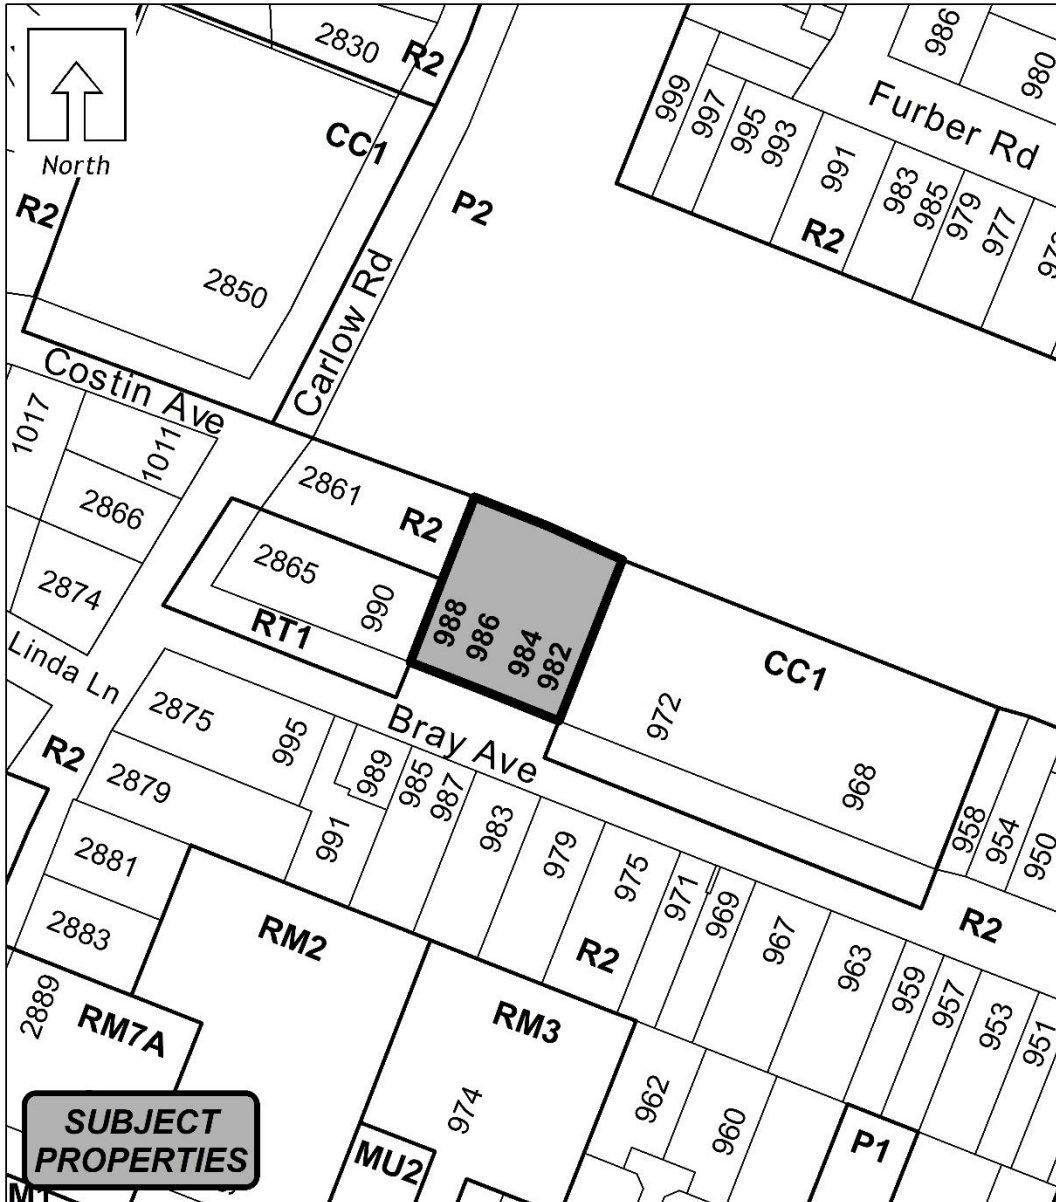 North
2830
R2
CC1
R2
2850
P2
Carlow Rd
Costin Ave
Furber Rd
986
980
999
997
995
993
991
983
985
979
977
R2
1017
1011
2866
2874
2861
R2
2865
990
RT1
988
986
984
982
CC1
972
968
958
954
950
Linda Ln
R2
2875
995
2879
2881
2883
2889
Bray Ave
989
985
987
991
983
979
975
971
969
967
963
959
957
953
951
R2
R2
RM2
RM3
RM7A
974
MU2
962
960
P1
SUBJECT
PROPERTIES